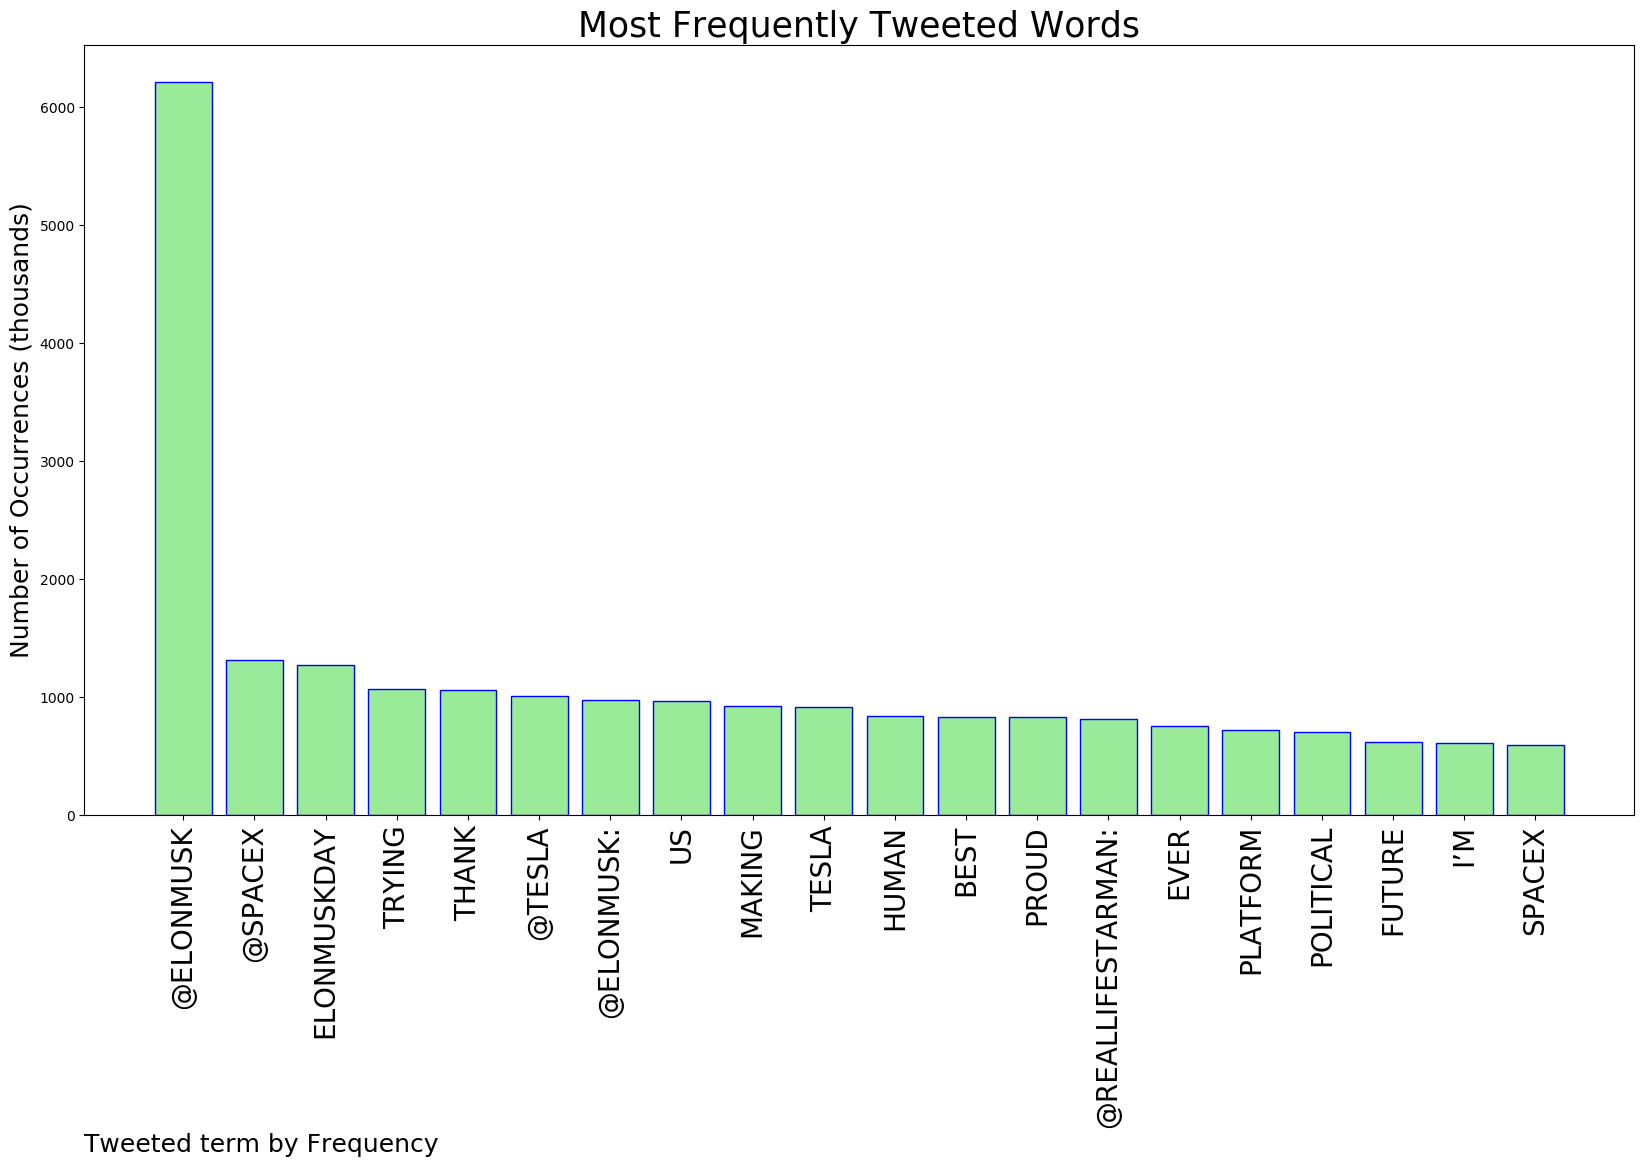 Most Frequently Tweeted Words
Number of Occurrences (thousands)
6000
5000
4000
3000
2000
1000
0
@ELONMUSK
@SPACEX
ELONMUSKDAY
TRYING
THANK
@TESLA
@ELONMUSK:
US
MAKING
TESLA
HUMAN
BEST
PROUD
@REALLIFESTARMAN:
EVER
PLATFORM
POLITICAL
FUTURE
I’M
SPACEX
Tweeted term by Frequency